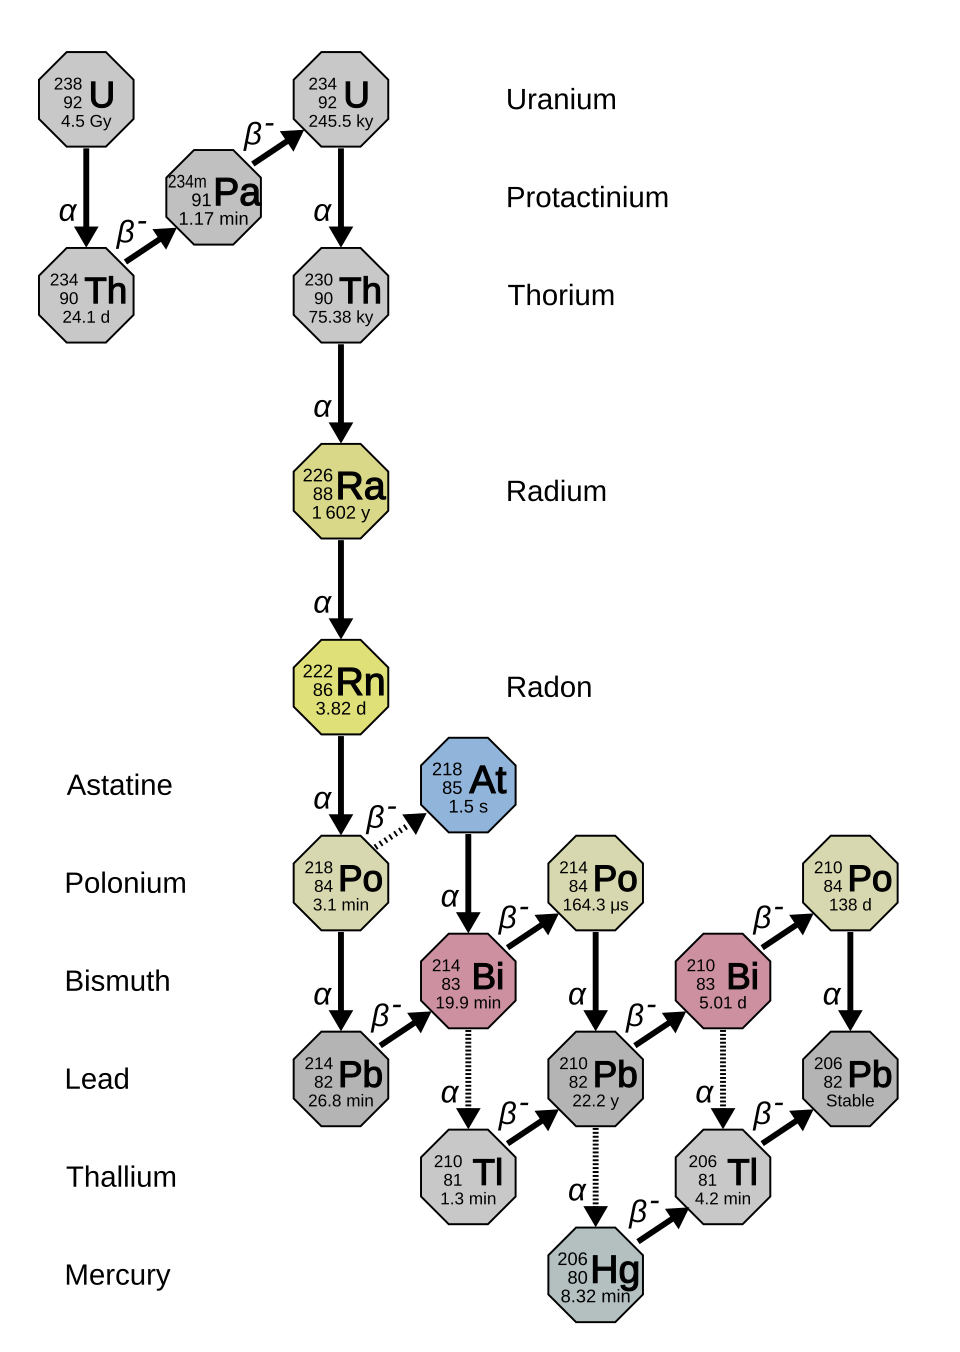 238
92 U
4.5 Gy
234
92 U
245.5 ky
Uranium
α
β-
β-
234m
91 Pa
1.17 min
α
Protactinium
234
90 Th
24.1 d
230
90 Th
75.38 ky
Thorium
α
226
88 Ra
1 602 y
Radium
α
222
86 Rn
3.82 d
Radon
Astatine
α
β-
218
85 At
1.5 s
Polonium
218
84 Po
3.1 min
α
β-
214
84 Po
164.3 µs
β-
210
84 Po
138 d
Bismuth
α
β-
214
83 Bi
19.9 min
α
β-
210
83 Bi
5.01 d
α
Lead
214
82 Pb
26.8 min
α
β-
210
82 Pb
22.2 y
α
β-
206
82 Pb
Stable
Thallium
210
81 Tl
1.3 min
α
β-
206
81 Tl
4.2 min
Mercury
206
80 Hg
8.32 min